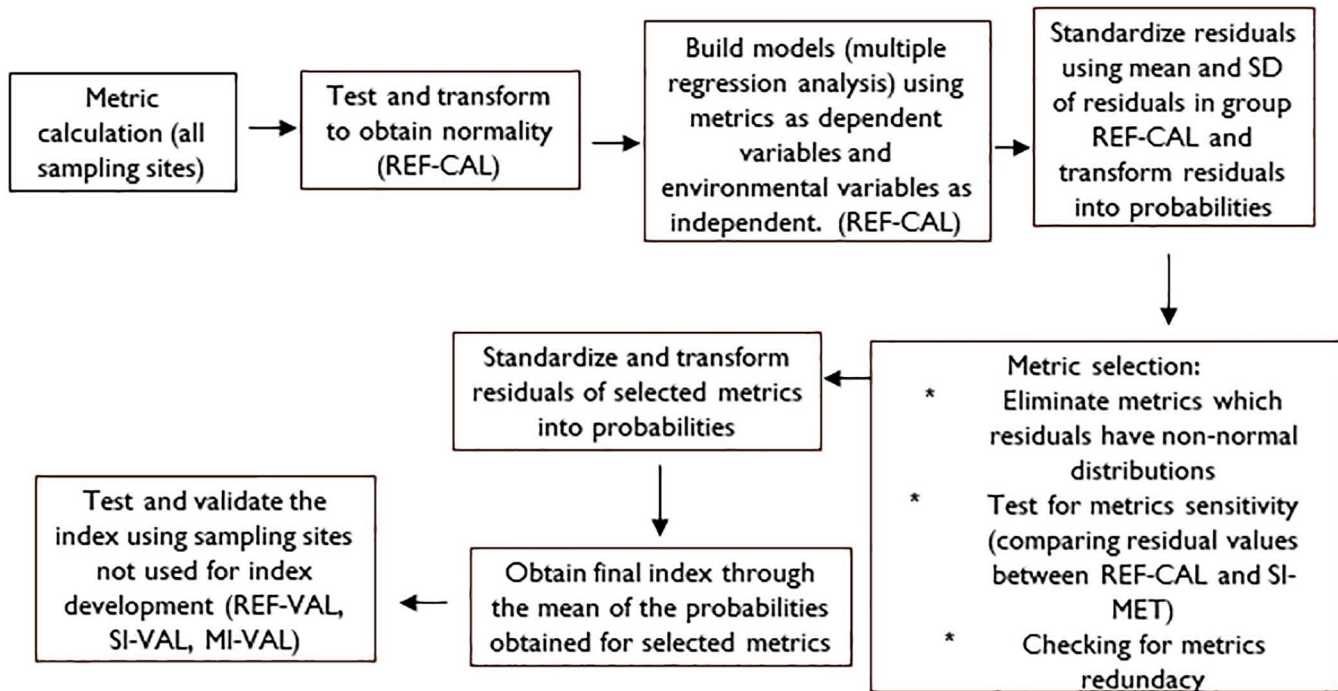 Metric
calculation (all
sampling sites)
Test and transform
to obtain normality
(REF-CAL)
Build models (multiple
regression analysis) using
metrics as dependent
variables and
environmental variables as
independent. (REF-CAL)
Standardize residuals
using mean and SD
of residuals in group
REF-CAL and
transform residuals
into probabilities
Metric selection:
* Eliminate metrics which
residuals have non-normal
distributions
* Test for metrics sensitivity
(comparing residual values
between REF-CAL and SI-
MET)
* Checking for metrics
redundacy
Standardize and transform
residuals of selected metrics
into probabilities
Obtain final index through
the mean of the probabilities
obtained for selected metrics
Test and validate the
index using sampling sites
not used for index
development (REF-VAL,
SI-VAL, MI-VAL)